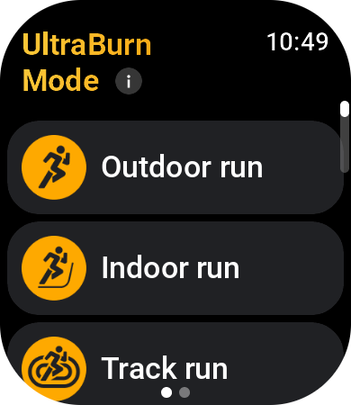 UltraBurn
10:49
Mode
Outdoor run
Indoor run
Track run